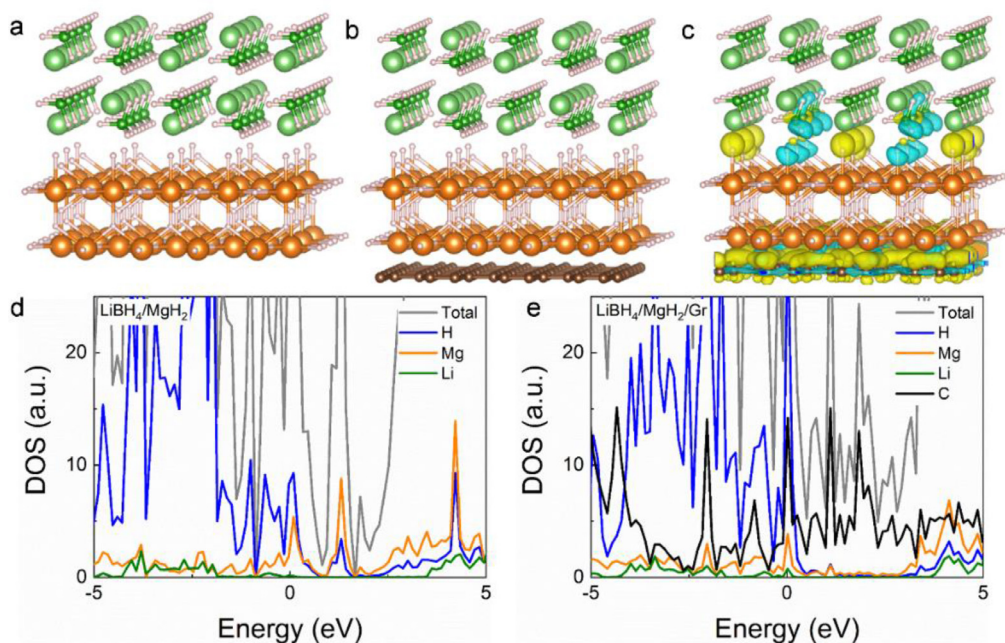 a
b
c
d
LiBH₄/MgH₂
Total
H
Mg
Li
DOS (a.u.)
20
10
0
-5
0
5
Energy (eV)
e
LiBH₄/MgH₂/Gr
Total
H
Mg
Li
C
DOS (a.u.)
20
10
0
-5
0
5
Energy (eV)